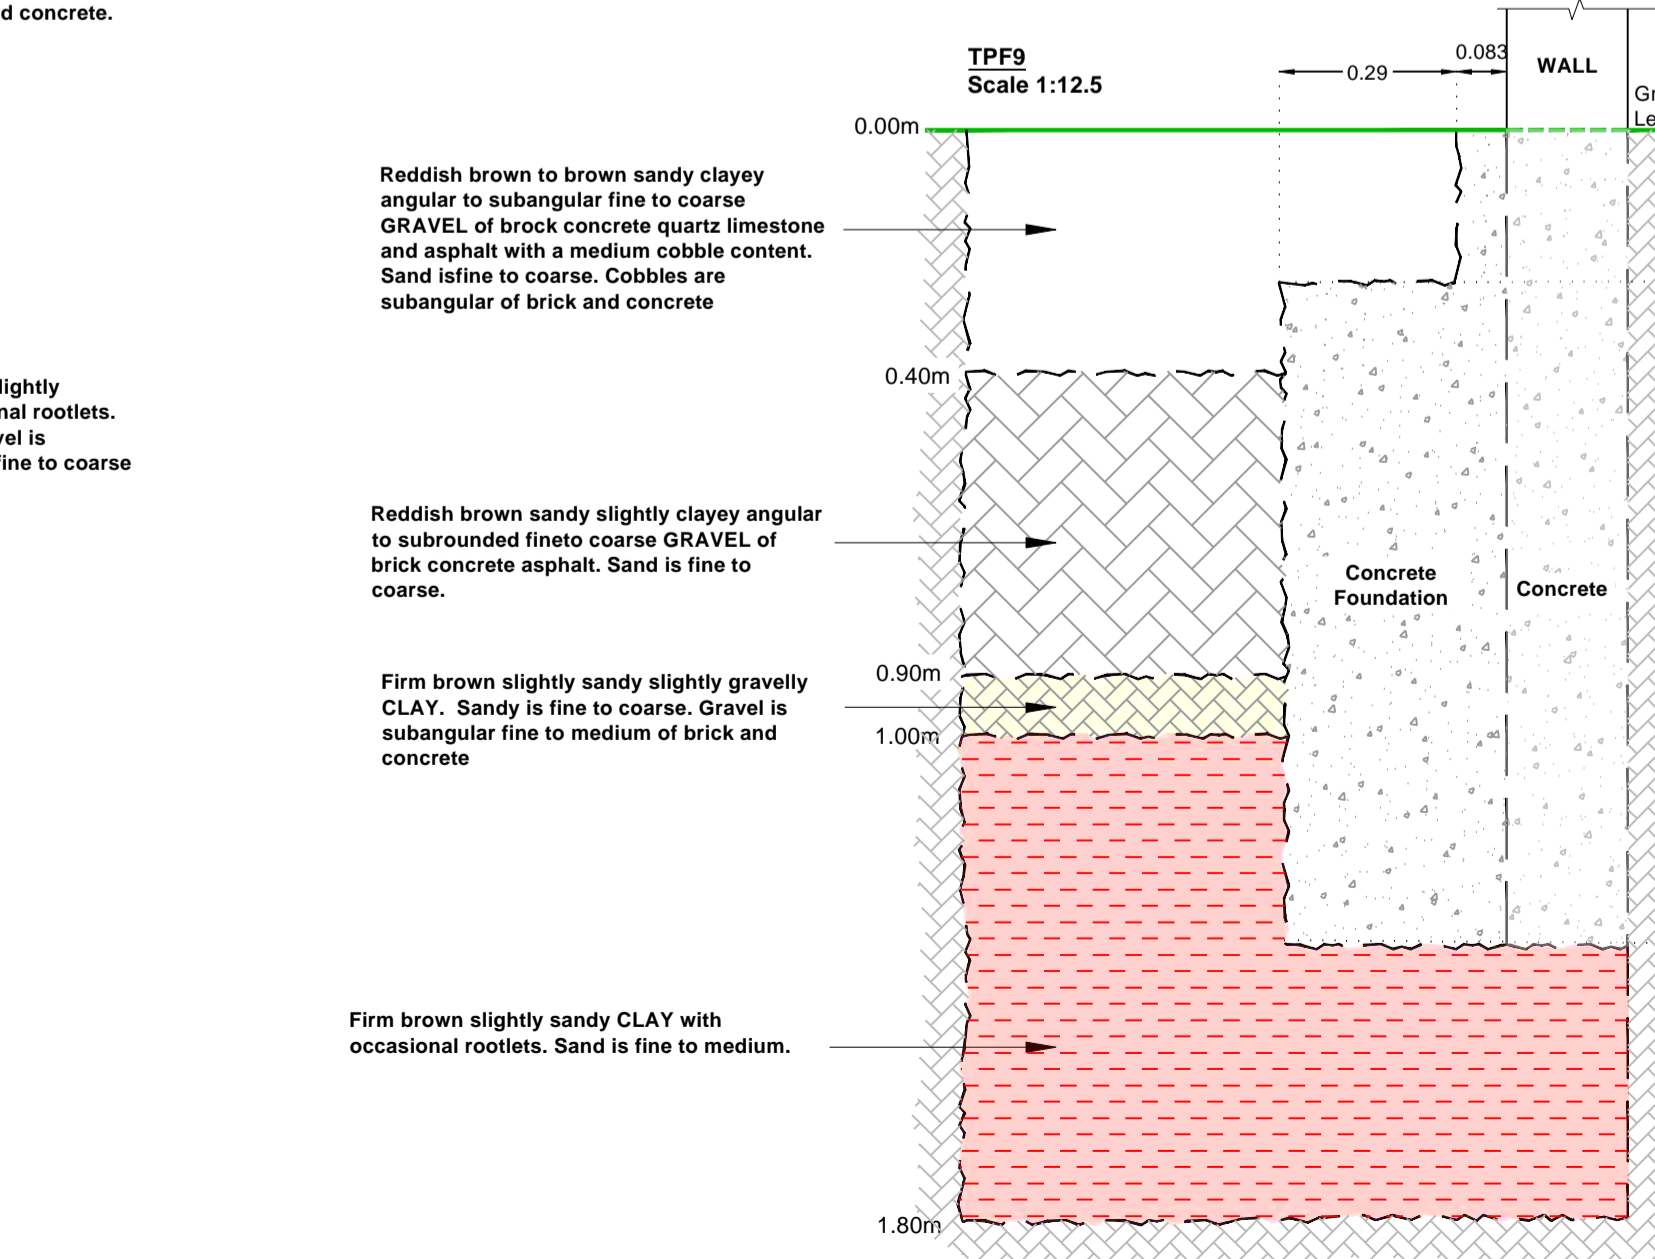 d concrete.
TPF9
Scale 1:12.5
0.29
0.083
WALL
Gr
Le
0.00m
Reddish brown to brown sandy clayey
angular to subangular fine to coarse
GRAVEL of brock concrete quartz limestone
and asphalt with a medium cobble content.
Sand isfine to coarse. Cobbles are
subangular of brick and concrete
0.40m
lightly
nal rootlets.
vel is
fine to coarse
Reddish brown sandy slightly clayey angular
to subrounded fineto coarse GRAVEL of
brick concrete asphalt. Sand is fine to
coarse.
Concrete
Foundation
Concrete
0.90m
Firm brown slightly sandy slightly gravelly
CLAY.  Sandy is fine to coarse. Gravel is
subangular fine to medium of brick and
concrete
1.00m
Firm brown slightly sandy CLAY with
occasional rootlets. Sand is fine to medium.
1.80m